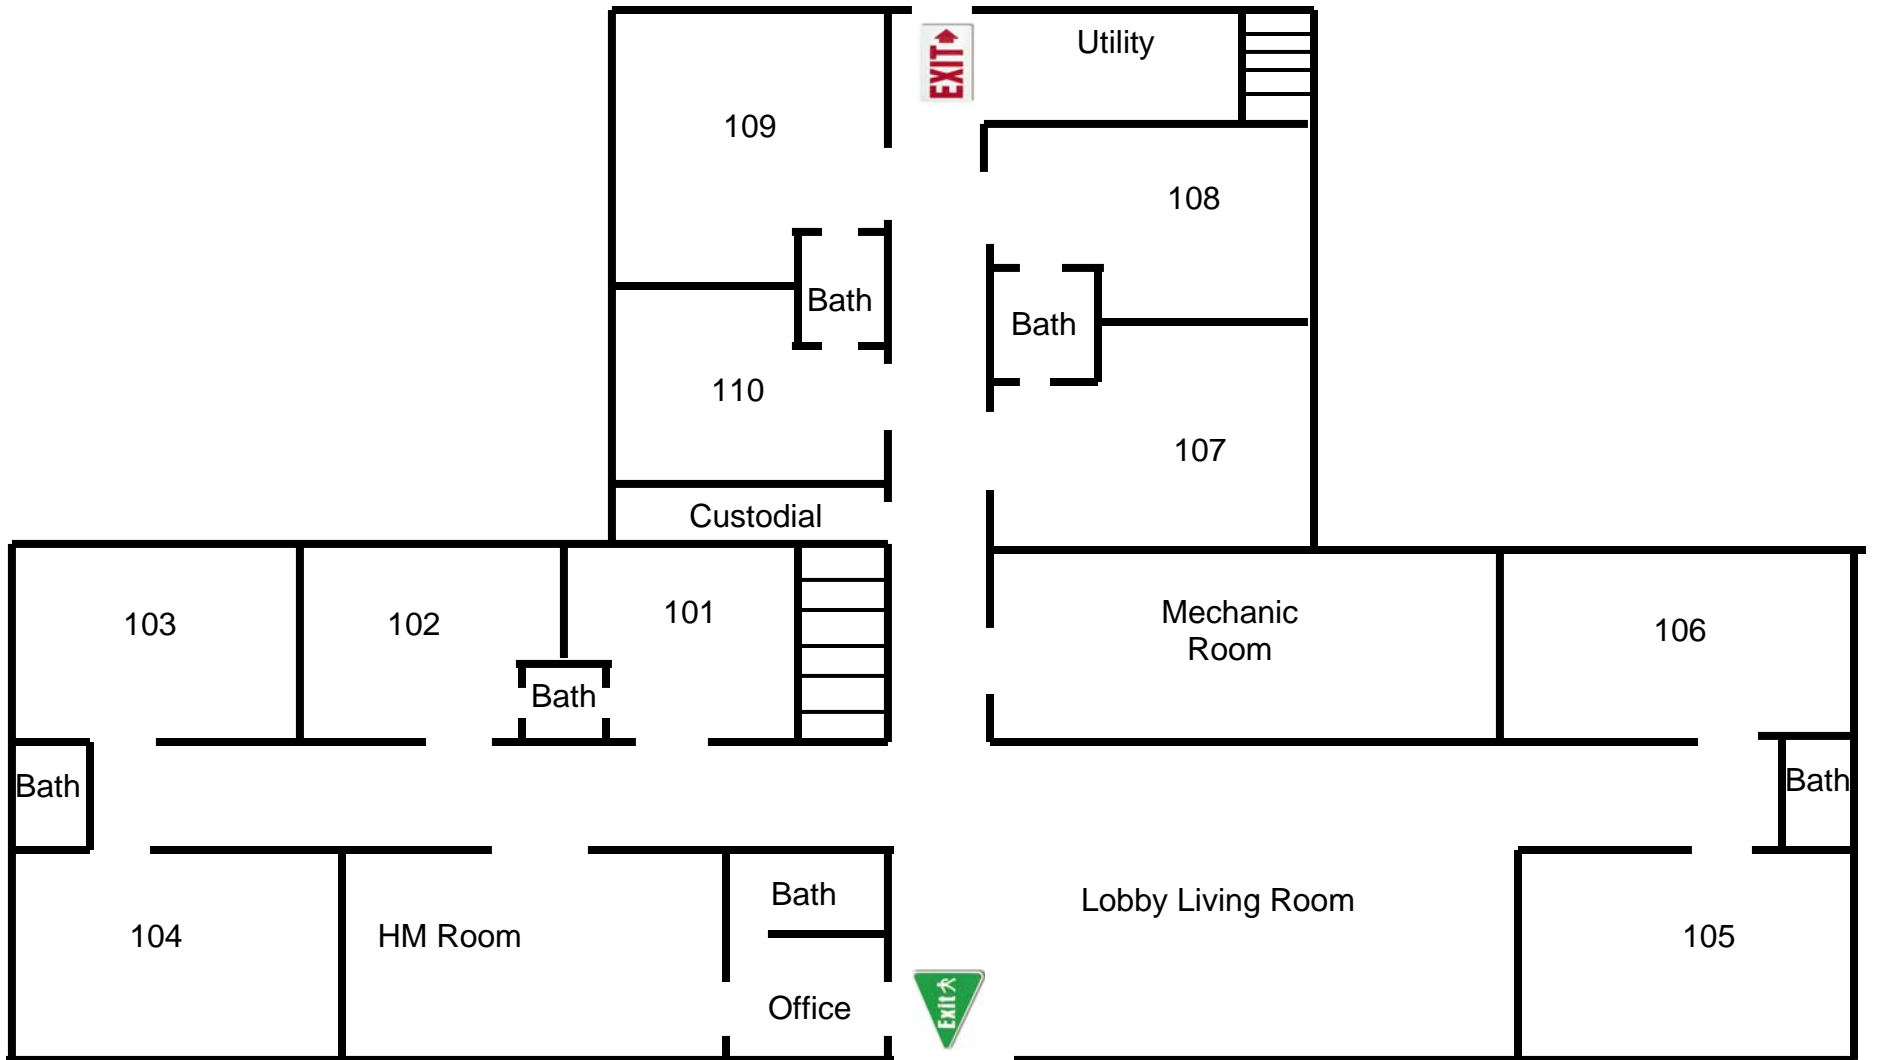 EXIT
Utility
109
108
Bath
Bath
110
107
Custodial
103
102
101
Mechanic
Room
106
Bath
Bath
Bath
Bath
Lobby Living Room
104
HM Room
105
Office
Exit